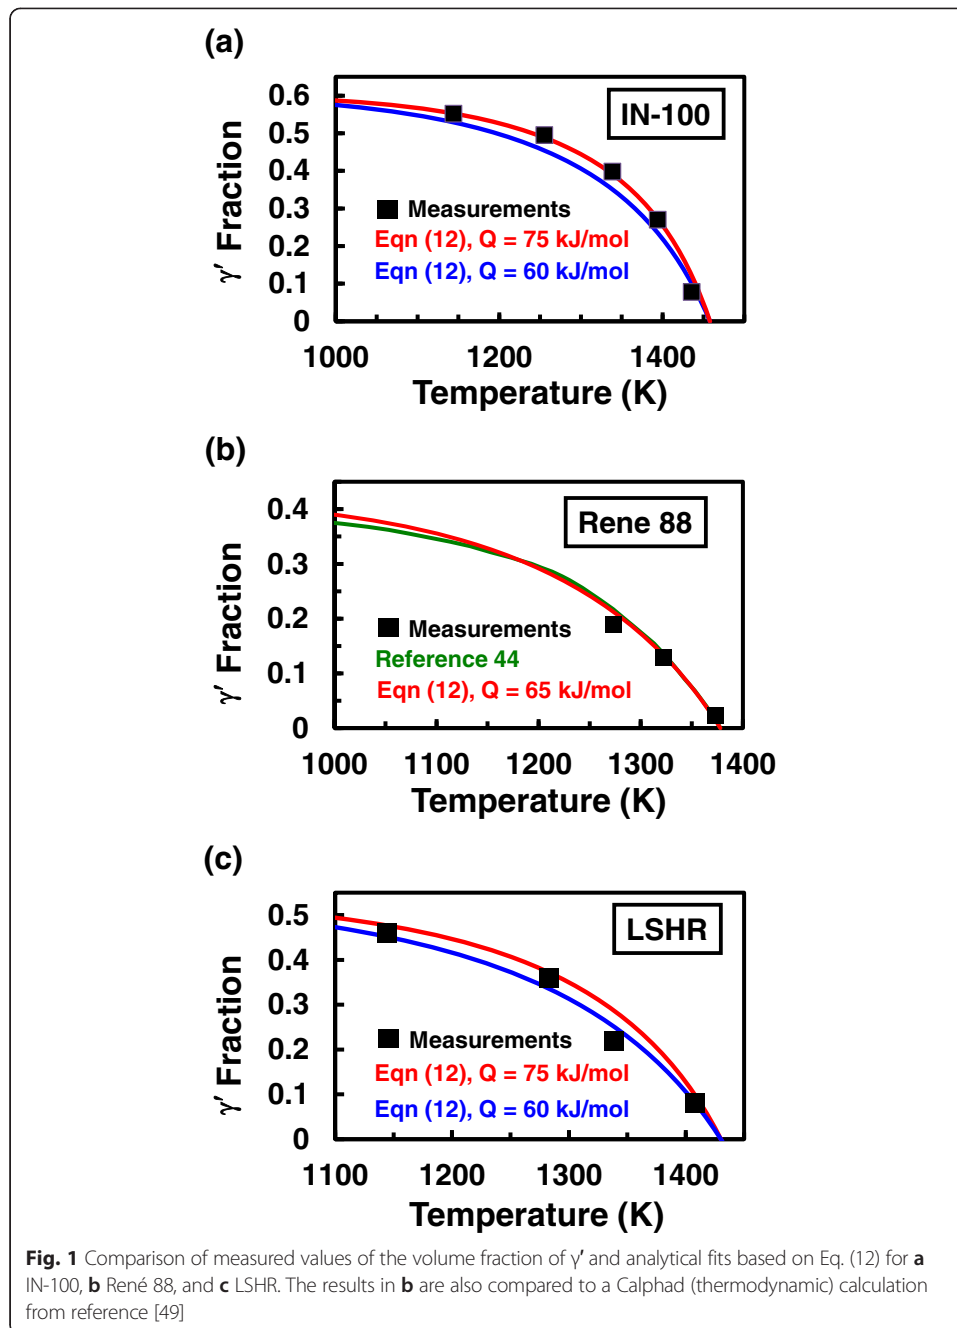 (a)
0.6
0.5
0.4
0.3
0.2
0.1
0
γ′ Fraction
IN-100
Measurements
Eqn (12), Q = 75 kJ/mol
Eqn (12), Q = 60 kJ/mol
1000 1200 1400
Temperature (K)
(b)
0.4
0.3
0.2
0.1
0
γ′ Fraction
Rene 88
Measurements
Reference 44
Eqn (12), Q = 65 kJ/mol
1000 1100 1200 1300 1400
Temperature (K)
(c)
0.5
0.4
0.3
0.2
0.1
0
γ′ Fraction
LSHR
Measurements
Eqn (12), Q = 75 kJ/mol
Eqn (12), Q = 60 kJ/mol
1100 1200 1300 1400
Temperature (K)
Fig. 1 Comparison of measured values of the volume fraction of γ′ and analytical fits based on Eq. (12) for a
IN-100, b René 88, and c LSHR. The results in b are also compared to a Calphad (thermodynamic) calculation
from reference [49]